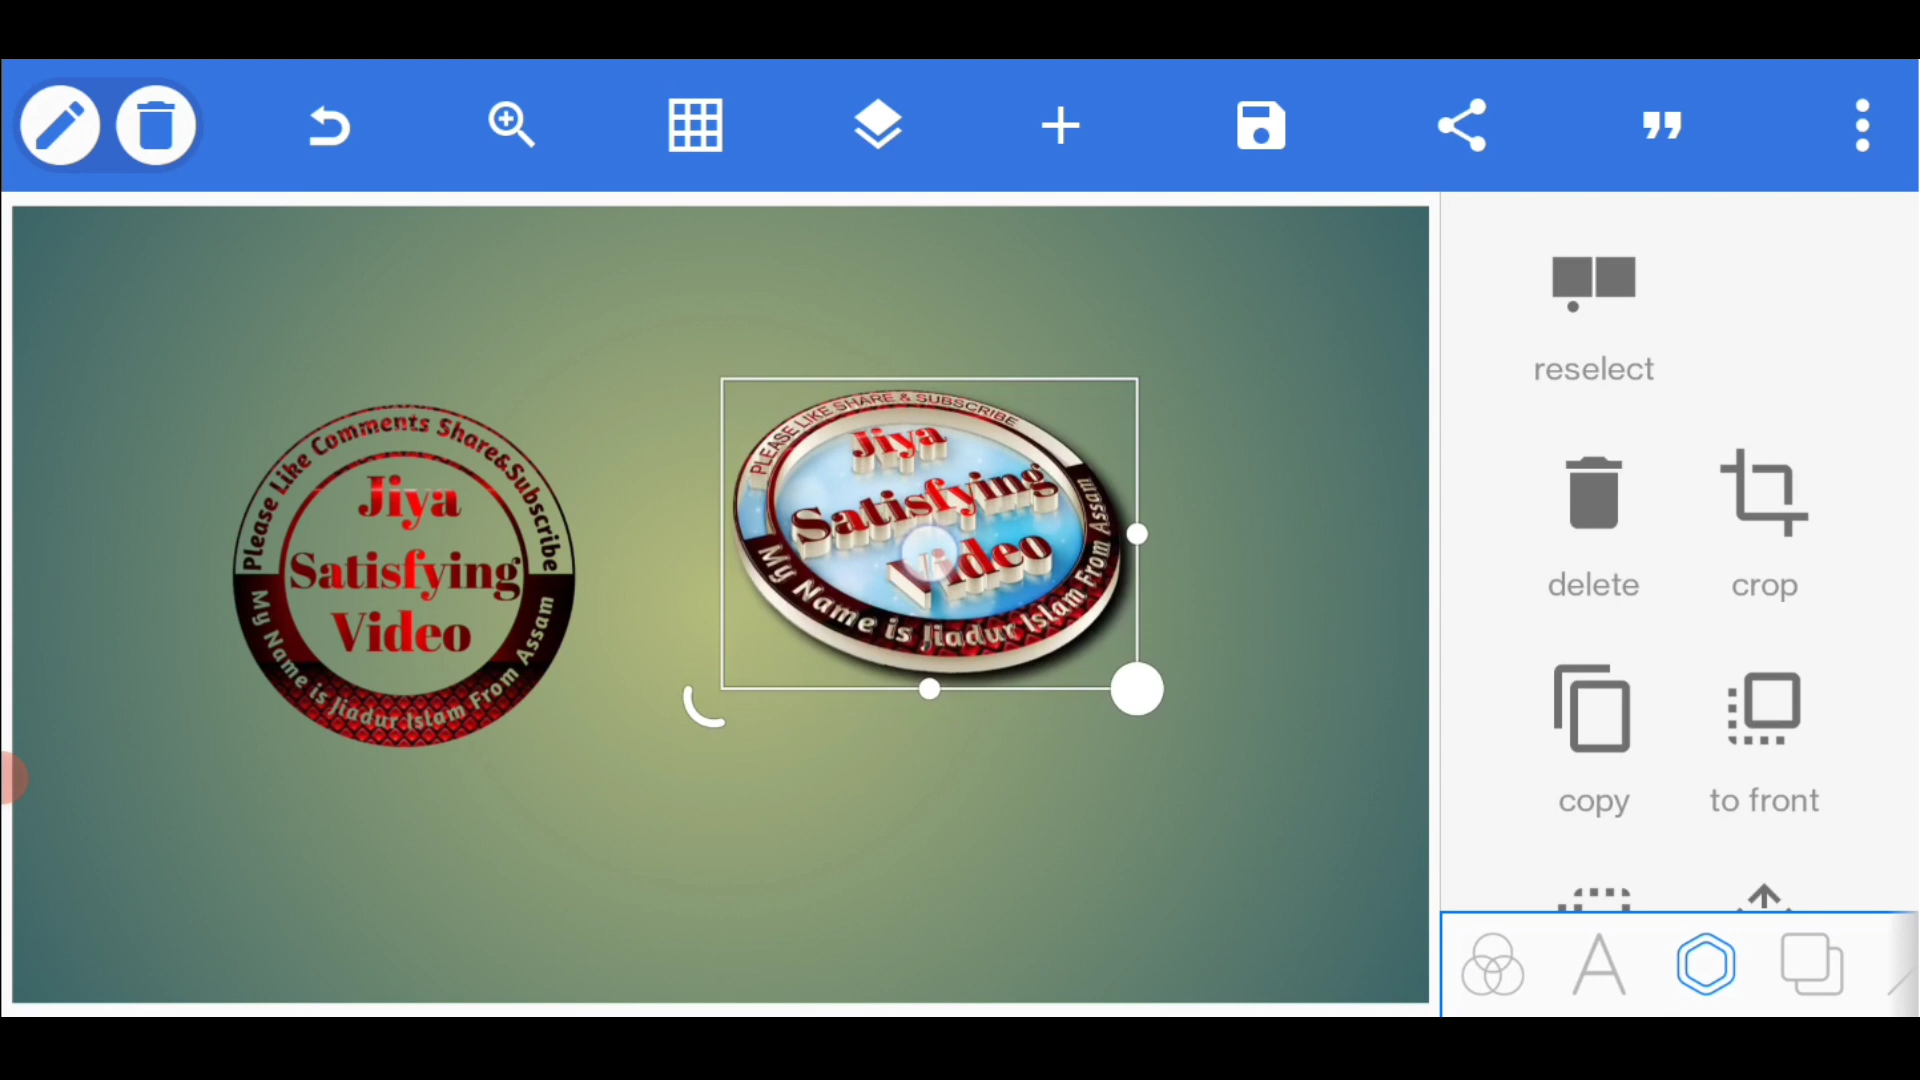 Please Like Comments Share&Subscribe
Jiya
Satisfying
Video
My Name is Jiadur Islam From Assam
PLEASE LIKE SHARE & SUBSCRIBE
Jiya
Satisfying
Video
My Name is Jiadur Islam From Assam
reselect
delete
crop
copy
to front